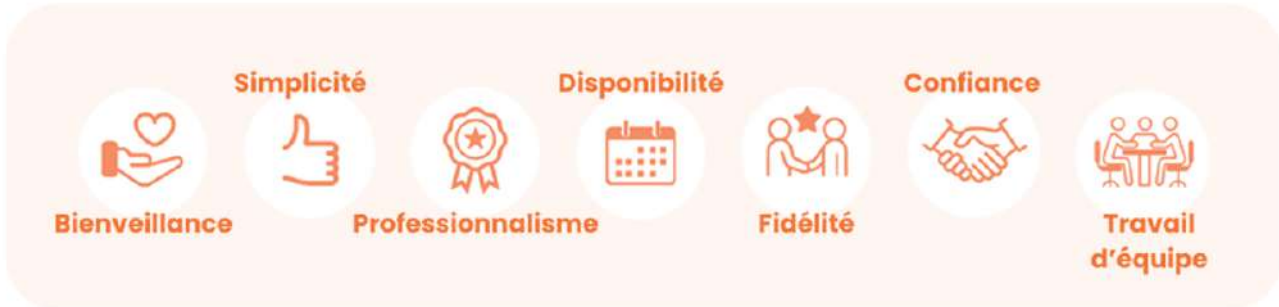 Bienveillance
Simplicité
Professionnalisme
Disponibilité
Fidélité
Confiance
Travail
d'équipe